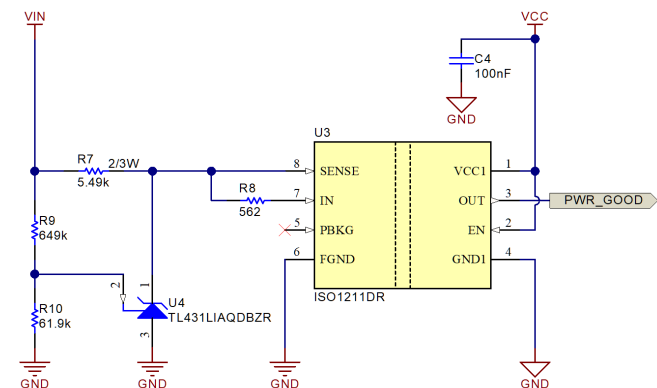 VIN
VCC
C4
100nF
GND
U3
R7 2/3W
5.49k
8 SENSE
VCC1 1
R8
562
7 IN
OUT 3
PWR_GOOD
R9
649k
5 PBKG
EN 2
6 FGND
GND1 4
2
1
U4
TL431LIAQDBZR
3
ISO1211DR
R10
61.9k
GND
GND
GND
GND